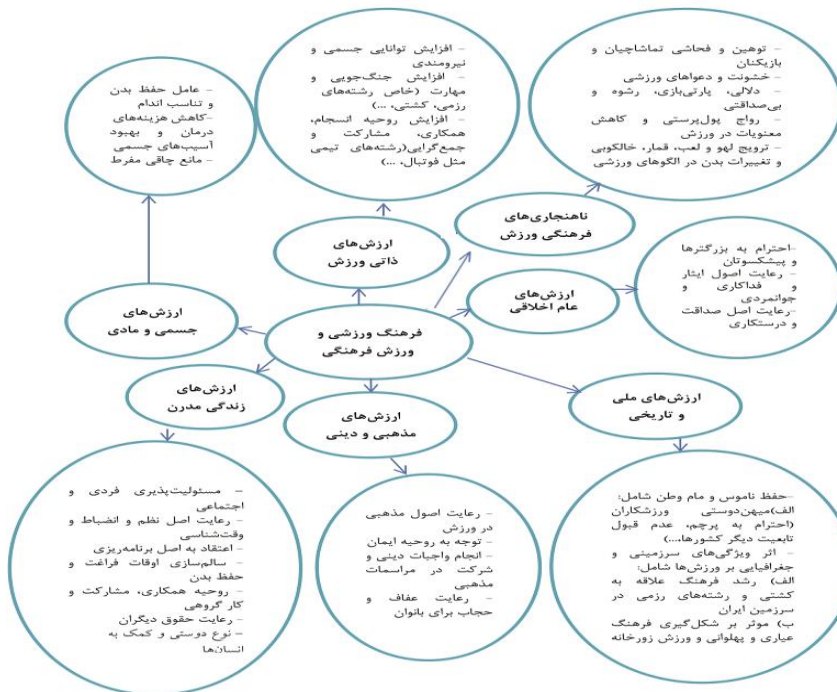 – افزایش توانایی جسمی و
نیرومندی
– افزایش جنگ‌جویی و
مهارت (خاص رشته‌های
رزمی، کشتی، ...)
– افزایش روحیه انسجام،
همکاری، مشارکت و
جمع‌گرایی(رشته‌های تیمی
مثل فوتبال، ...)
– توهین و فحاشی تماشاچیان و
بازیکنان
– خشونت و دعواهای ورزشی
– دلالی، پارتی‌بازی، رشوه و
بی‌صداقتی
– رواج پول‌پرستی و کاهش
معنویات در ورزش
– ترویج لهو و لعب، قمار، خالکوبی
و تغییرات بدن در الگوهای ورزشی
– عامل حفظ بدن
و تناسب اندام
–کاهش هزینه‌های
درمان و بهبود
آسیب‌های جسمی
– مانع چاقی مفرط
ناهنجاری‌های
فرهنگی ورزش
ارزش‌های
ذاتی ورزش
–احترام به بزرگترها
و پیشکسوتان
– رعایت اصول ایثار
و فداکاری و
جوانمردی
–رعایت اصل صداقت
و درستکاری
ارزش‌های
عام اخلاقی
ارزش‌های
جسمی و مادی
فرهنگ ورزشی و
ورزش فرهنگی
ارزش‌های
زندگی مدرن
ارزش‌های
مذهبی و دینی
ارزش‌های ملی
و تاریخی
– مسئولیت‌پذیری فردی و
اجتماعی
– رعایت اصل نظم و انضباط و
وقت‌شناسی
– اعتقاد به اصل برنامه‌ریزی
– سالم‌سازی اوقات فراغت و
حفظ بدن
– روحیه همکاری، مشارکت و
کار گروهی
– رعایت حقوق دیگران
– نوع دوستی و کمک به
انسان‌ها
– رعایت اصول مذهبی
در ورزش
– توجه به روحیه ایمان
– انجام واجبات دینی و
شرکت در مراسمات
مذهبی
– رعایت عفاف و
حجاب برای بانوان
–حفظ ناموس و مام وطن شامل:
الف)میهن‌دوستی ورزشکاران
(احترام به پرچم، عدم قبول
تابعیت دیگر کشورها،...)
– اثر ویژگی‌های سرزمینی و
جغرافیایی بر ورزش‌ها شامل:
الف) رشد فرهنگ علاقه به
کشتی و رشته‌های رزمی در
سرزمین ایران
ب) موثر بر شکل‌گیری فرهنگ
عیاری و پهلوانی و ورزش زورخانه